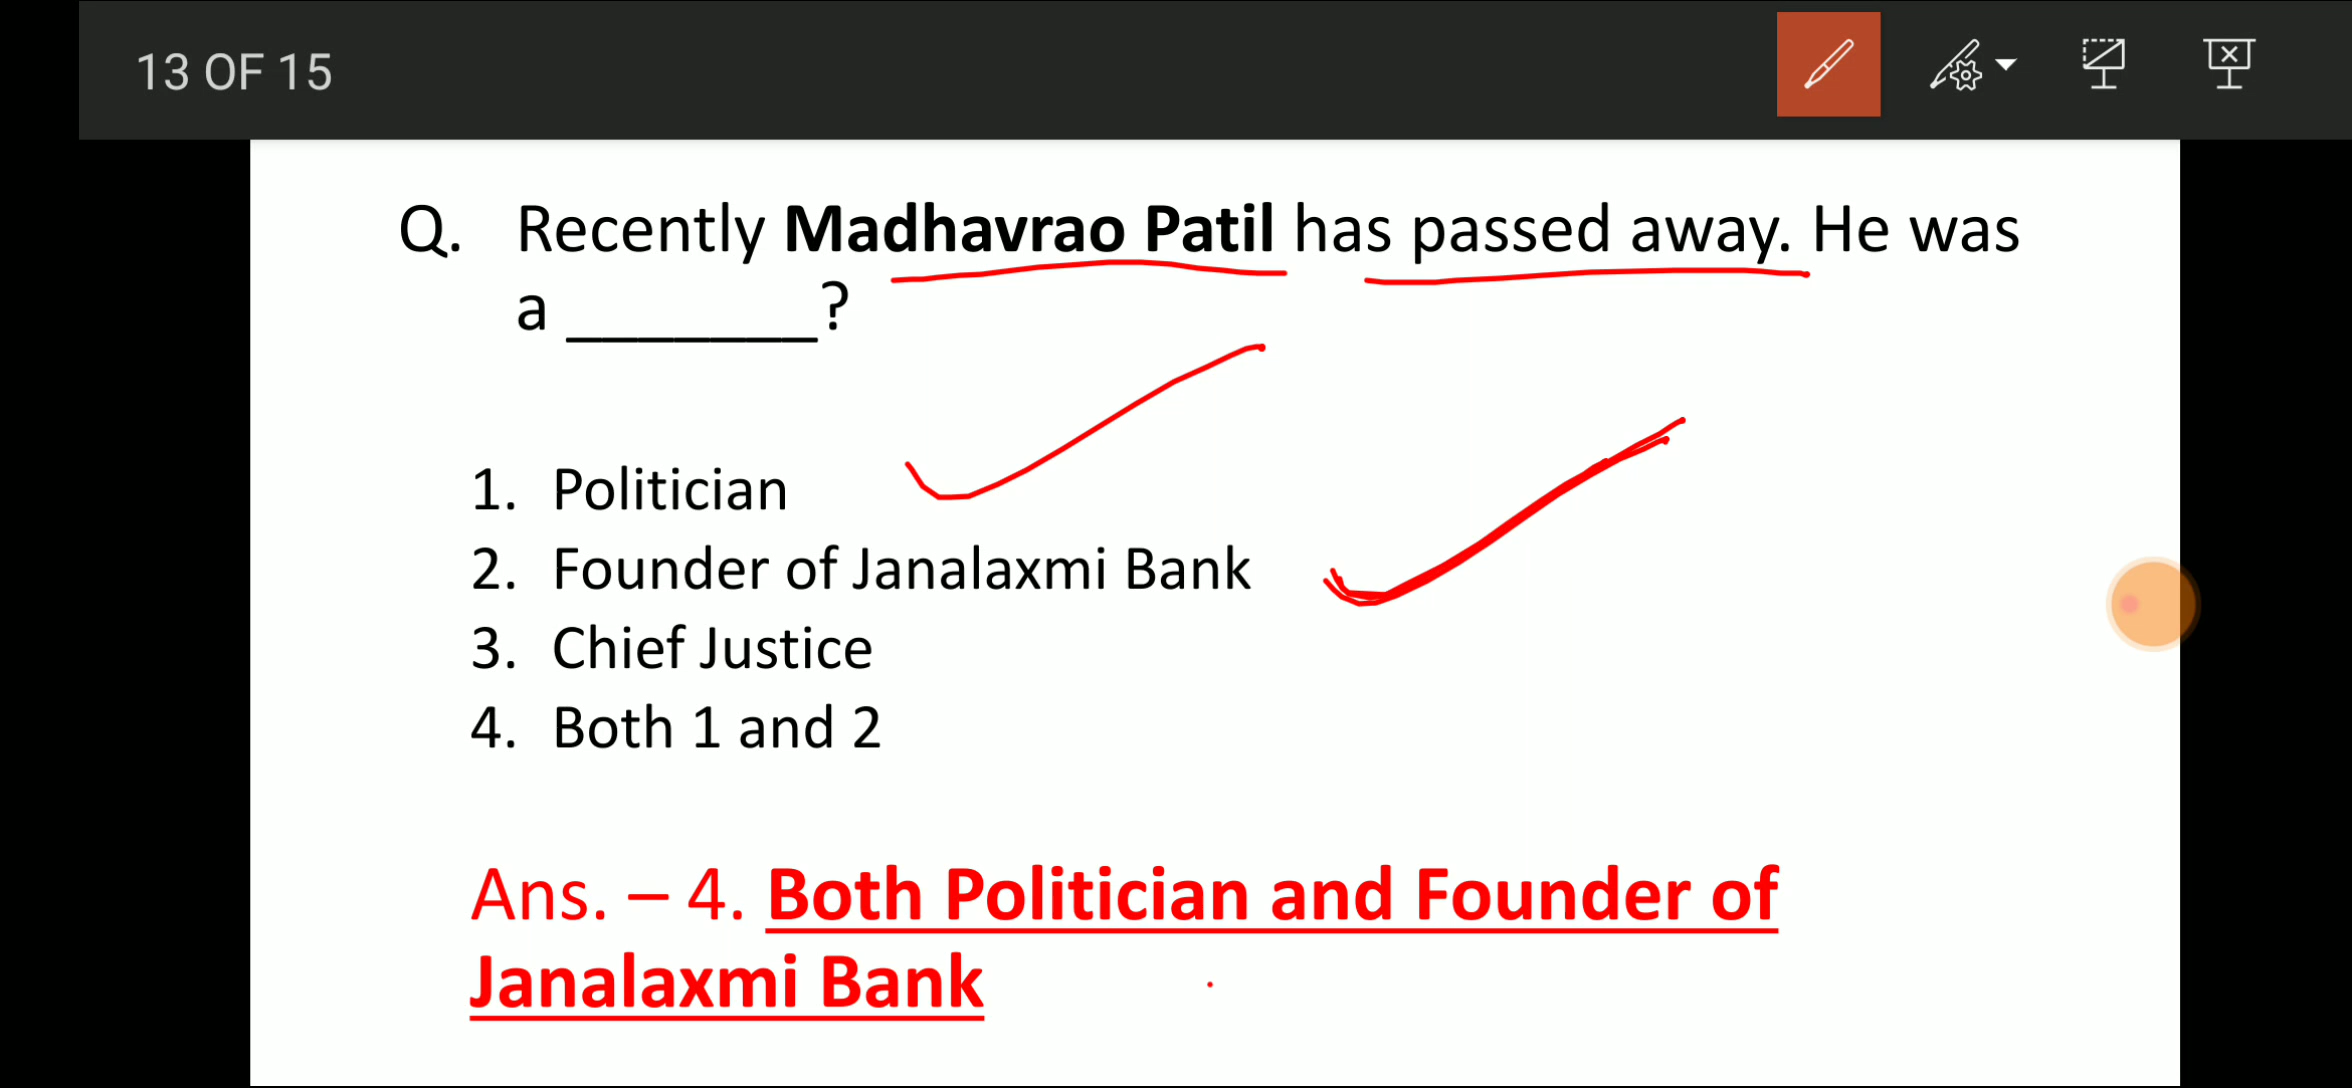 13 OF 15
Q. Recently Madhavrao Patil has passed away. He was
a _______?
1. Politician
2. Founder of Janalaxmi Bank
3. Chief Justice
4. Both 1 and 2
Ans. – 4. Both Politician and Founder of
Janalaxmi Bank